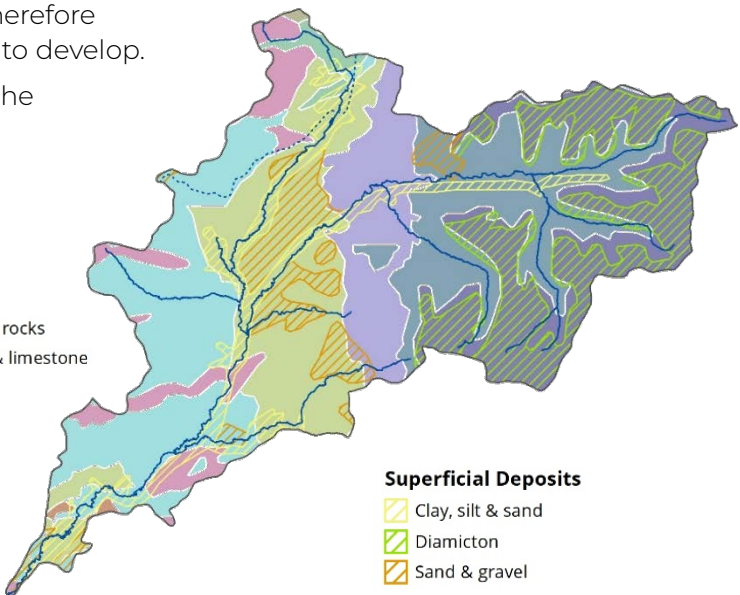 herefore
to develop.
he
rocks
& limestone
Superficial Deposits
Clay, silt & sand
Diamicton
Sand & gravel